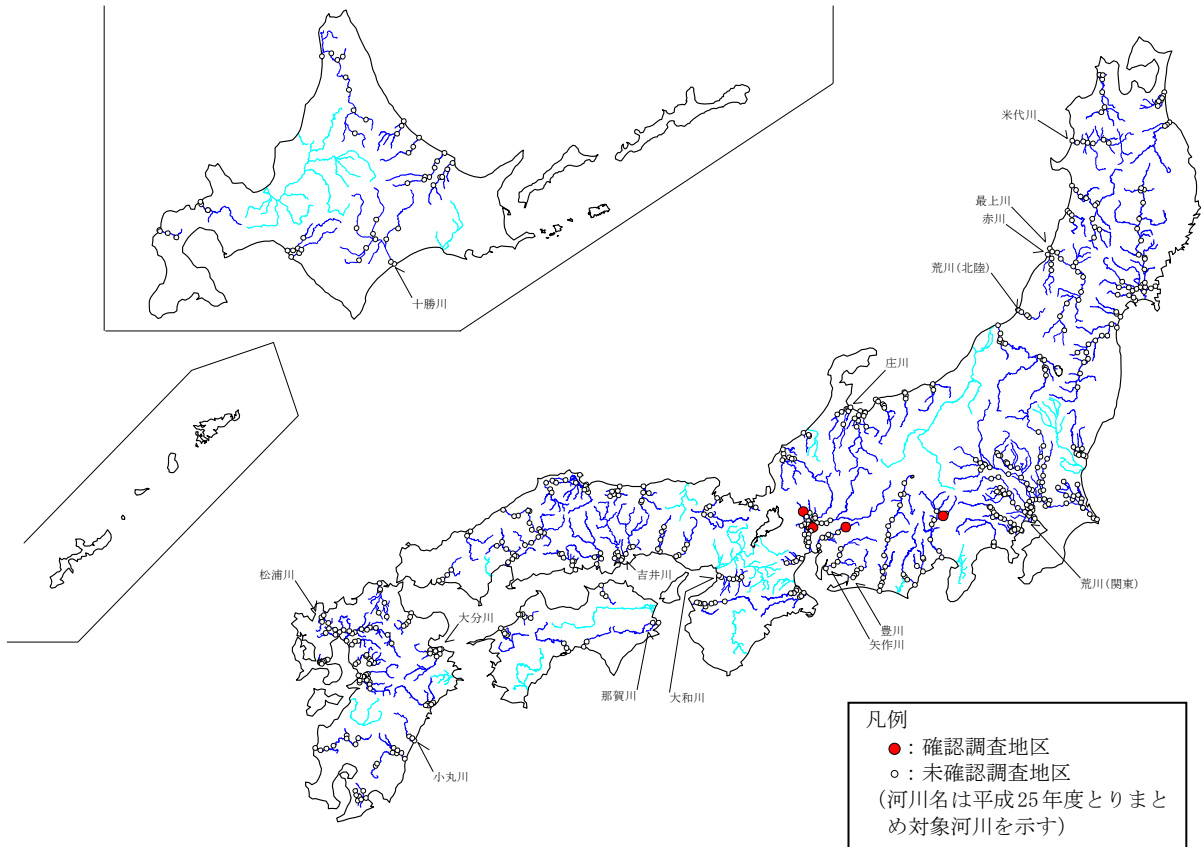 米代川
最上川
赤川
荒川(北陸)
十勝川
庄川
松浦川
大分川
吉井川
荒川(関東)
豊川
矢作川
那賀川
大和川
小丸川
凡例
：確認調査地区
：未確認調査地区
(河川名は平成25年度とりまと
め対象河川を示す)